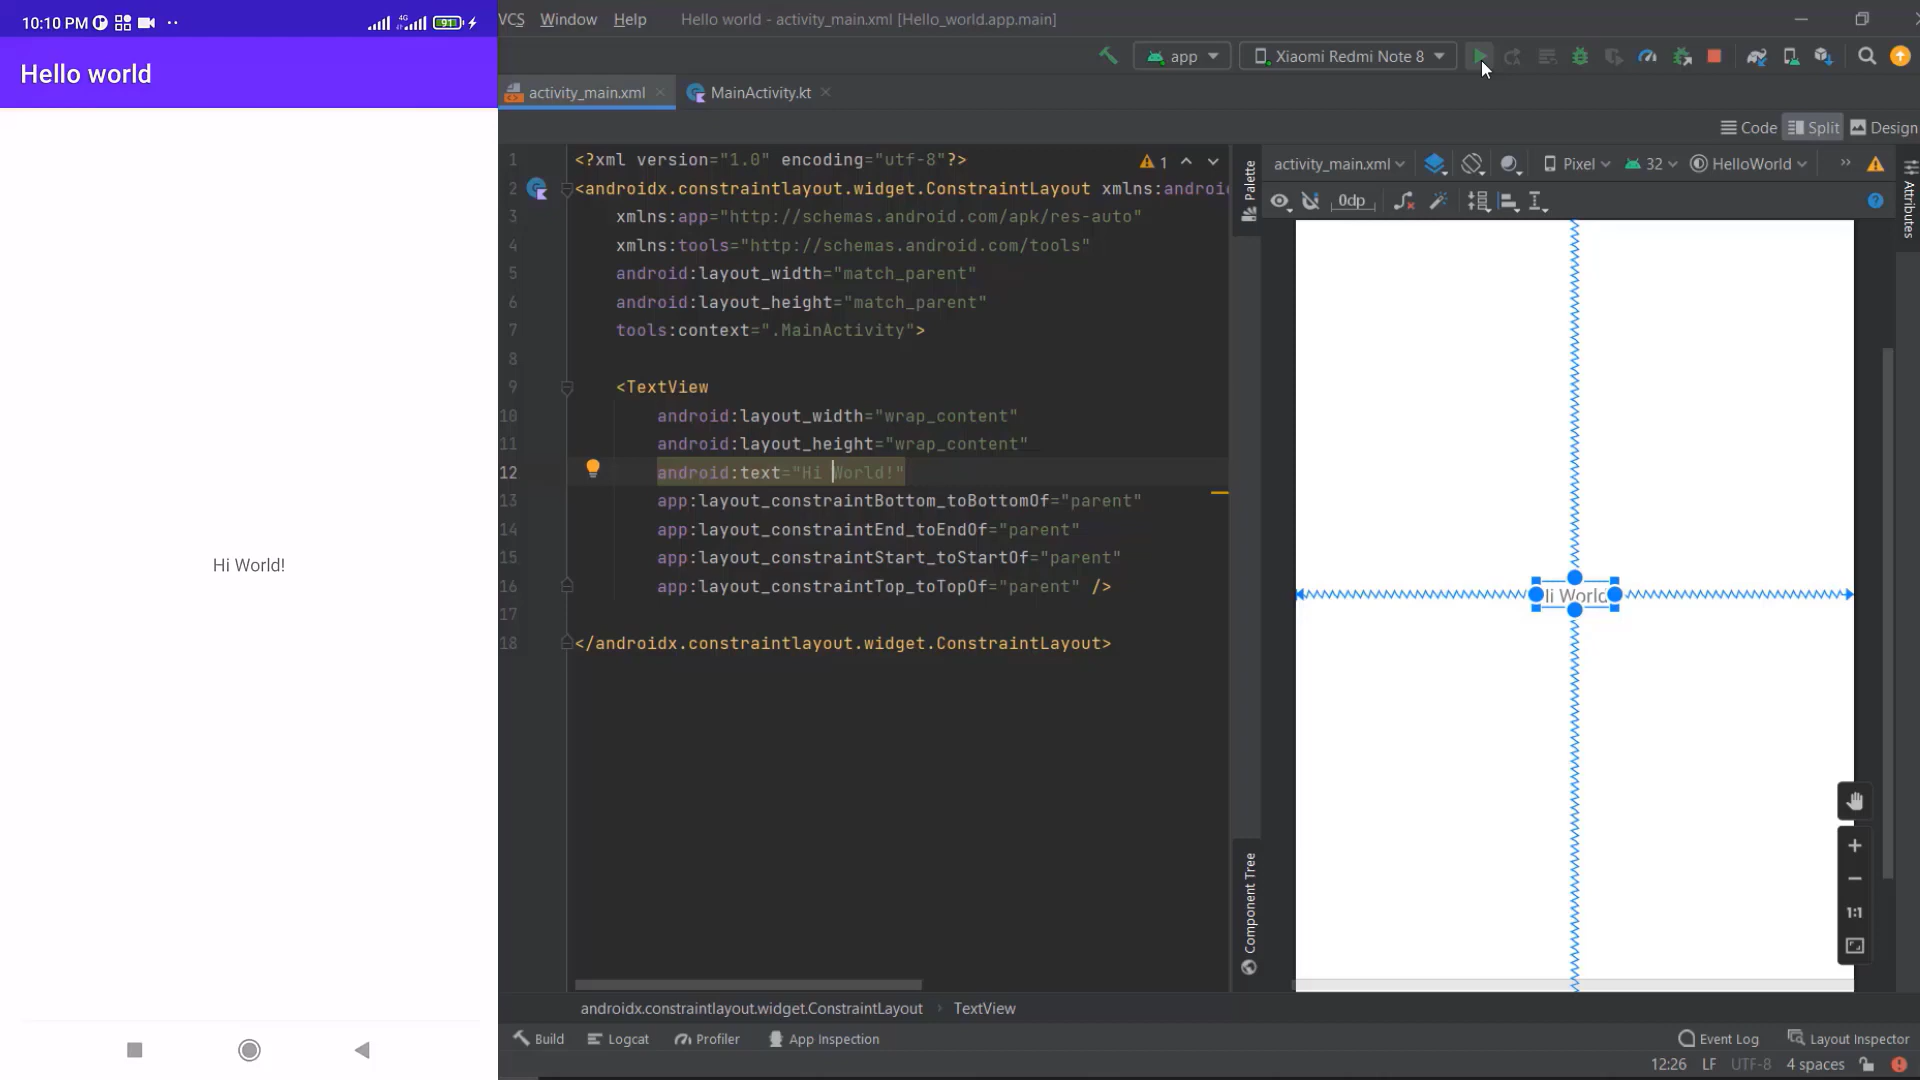 10:10 PM
4G
91
Hello world
Hi World!
VCS Window Help Hello world - activity_main.xml [Hello_world.app.main]
app Xiaomi Redmi Note 8
activity_main.xml MainActivity.kt
Code Split Design
1 <?xml version="1.0" encoding="utf-8"?>
1
2 <androidx.constraintlayout.widget.ConstraintLayout xmlns:androi
3 xmlns:app="http://schemas.android.com/apk/res-auto"
4 xmlns:tools="http://schemas.android.com/tools"
5 android:layout_width="match_parent"
6 android:layout_height="match_parent"
7 tools:context=".MainActivity">
8
9 <TextView
10 android:layout_width="wrap_content"
11 android:layout_height="wrap_content"
12 android:text="Hi World!"
13 app:layout_constraintBottom_toBottomOf="parent"
14 app:layout_constraintEnd_toEndOf="parent"
15 app:layout_constraintStart_toStartOf="parent"
16 app:layout_constraintTop_toTopOf="parent" />
17
18 </androidx.constraintlayout.widget.ConstraintLayout>
Palette
Component Tree
activity_main.xml Pixel 32 HelloWorld
0dp
Attributes
Hi World
1:1
androidx.constraintlayout.widget.ConstraintLayout › TextView
Build Logcat Profiler App Inspection Event Log Layout Inspector
12:26 LF UTF-8 4 spaces